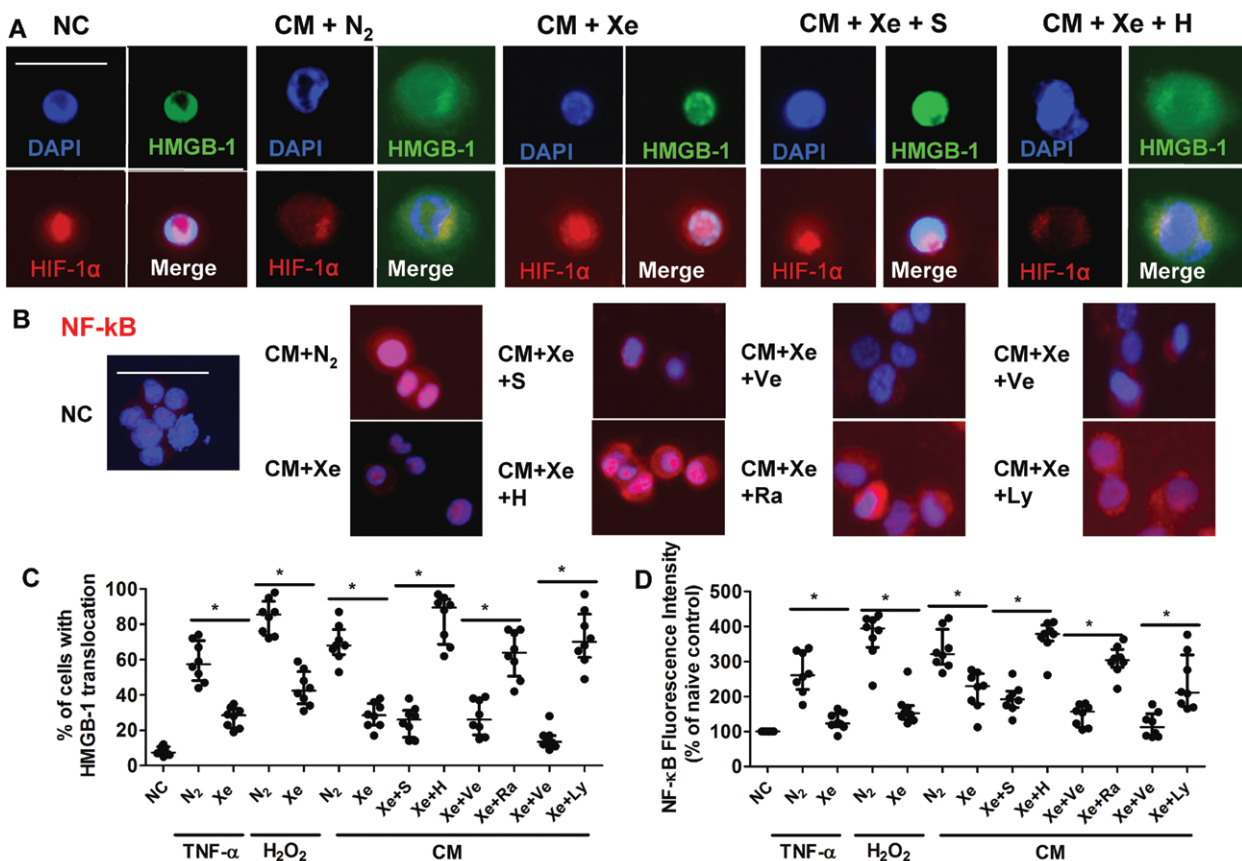 A
NC
CM + N₂
CM + Xe
CM + Xe + S
CM + Xe + H
DAPI
HMGB-1
DAPI
HMGB-1
DAPI
HMGB-1
DAPI
HMGB-1
DAPI
HMGB-1
HIF-1α
Merge
HIF-1α
Merge
HIF-1α
Merge
HIF-1α
Merge
HIF-1α
Merge
B
NF-kB
NC
CM+N₂
CM+Xe
+S
CM+Xe
+Ve
CM+Xe
+Ve
CM+Xe
CM+Xe
+H
CM+Xe
+Ra
CM+Xe
+Ly
C
% of cells with
HMGB-1 translocation
100
80
60
40
20
0
* * * * * *
NC N₂ Xe N₂ Xe N₂ Xe Xe+S Xe+H Xe+Ve Xe+Ra Xe+Ve Xe+Ly
TNF-α H₂O₂ CM
D
NF-κB Fluorescence Intensity
(% of naive control)
500
400
300
200
100
0
* * * * * *
NC N₂ Xe N₂ Xe N₂ Xe Xe+S Xe+H Xe+Ve Xe+Ra Xe+Ve Xe+Ly
TNF-α H₂O₂ CM